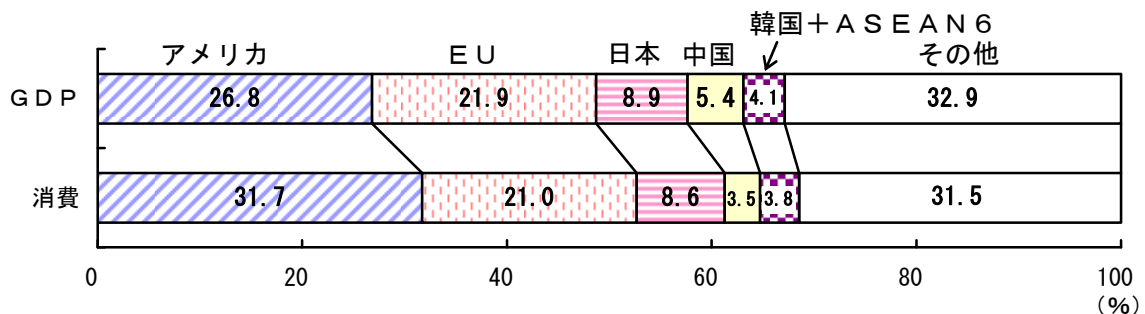 韓国＋ＡＳＥＡＮ６
アメリカ ＥＵ 日本 中国 その他
ＧＤＰ 26.8 21.9 8.9 5.4 4.1 32.9
消費 31.7 21.0 8.6 3.5 3.8 31.5
0 20 40 60 80 100
(%)